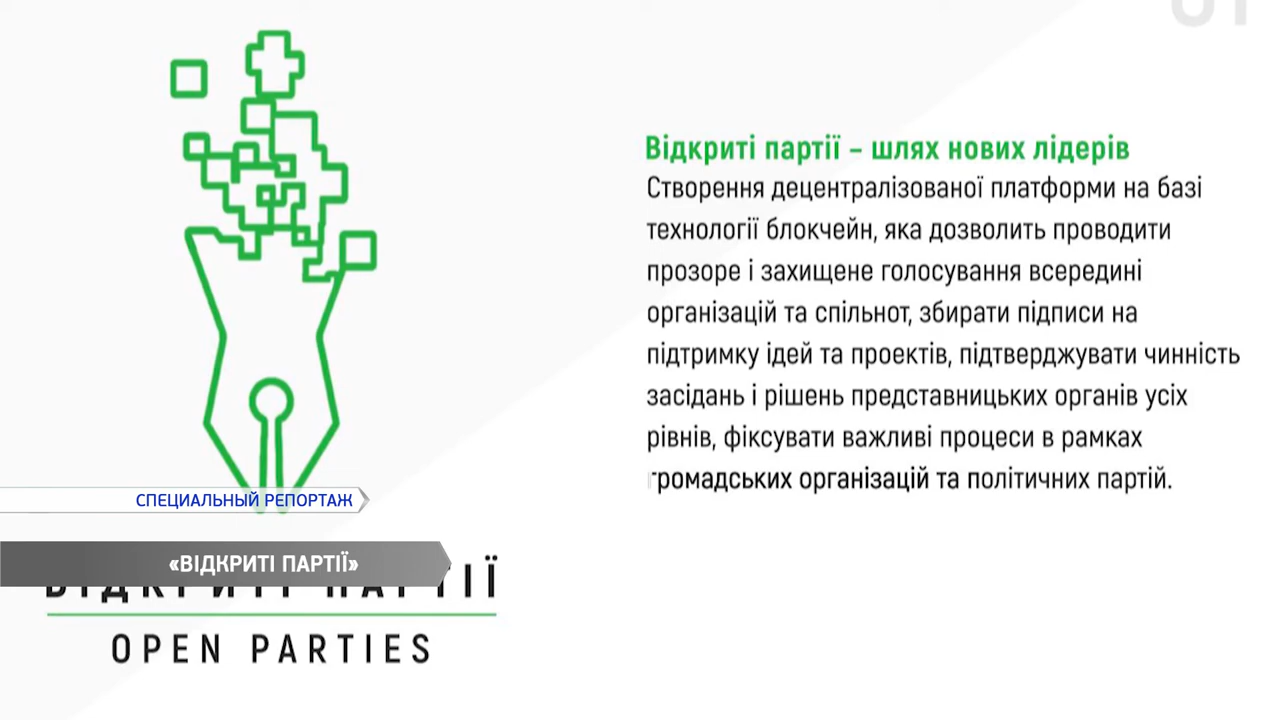 Відкриті партії – шлях нових лідерів
Створення децентралізованої платформи на базі
технології блокчейн, яка дозволить проводити
прозоре і захищене голосування всередині
організацій та спільнот, збирати підписи на
підтримку ідей та проектів, підтверджувати чинність
засідань і рішень представницьких органів усіх
рівнів, фіксувати важливі процеси в рамках
громадських організацій та політичних партій.
СПЕЦИАЛЬНЫЙ РЕПОРТАЖ
«ВІДКРИТІ ПАРТІЇ»
ВІДКРИТІ ПАРТІЇ
OPEN PARTIES